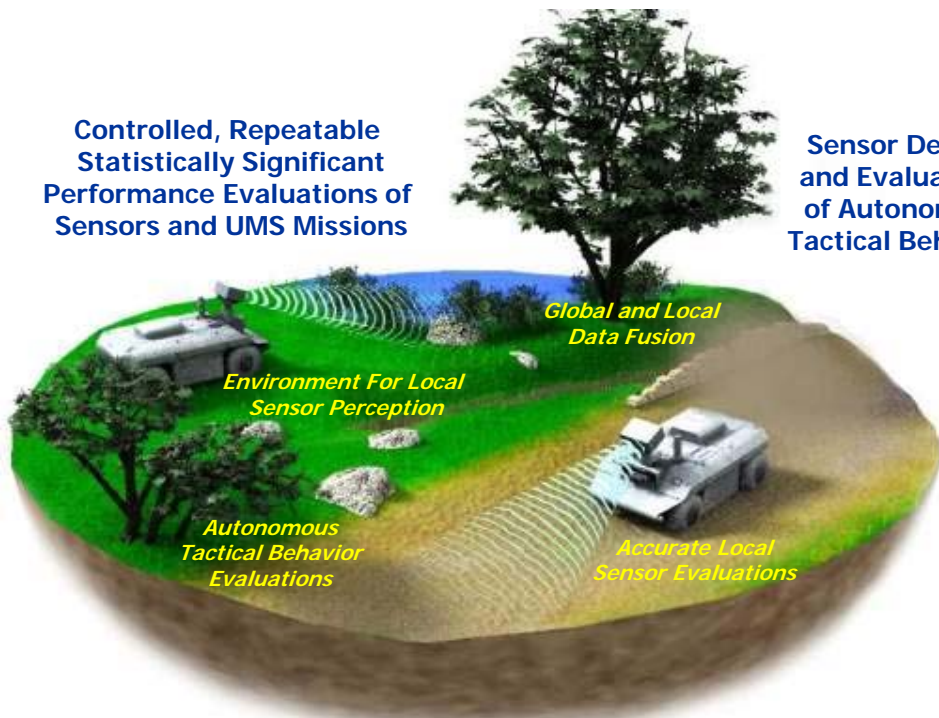 Controlled, Repeatable
Statistically Significant
Performance Evaluations of
Sensors and UMS Missions
Sensor
and
of
Tactical
Global and Local
Data Fusion
Environment For Local
Sensor Perception
Autonomous
Tactical Behavior
Evaluations
Accurate Local
Sensor Evaluations